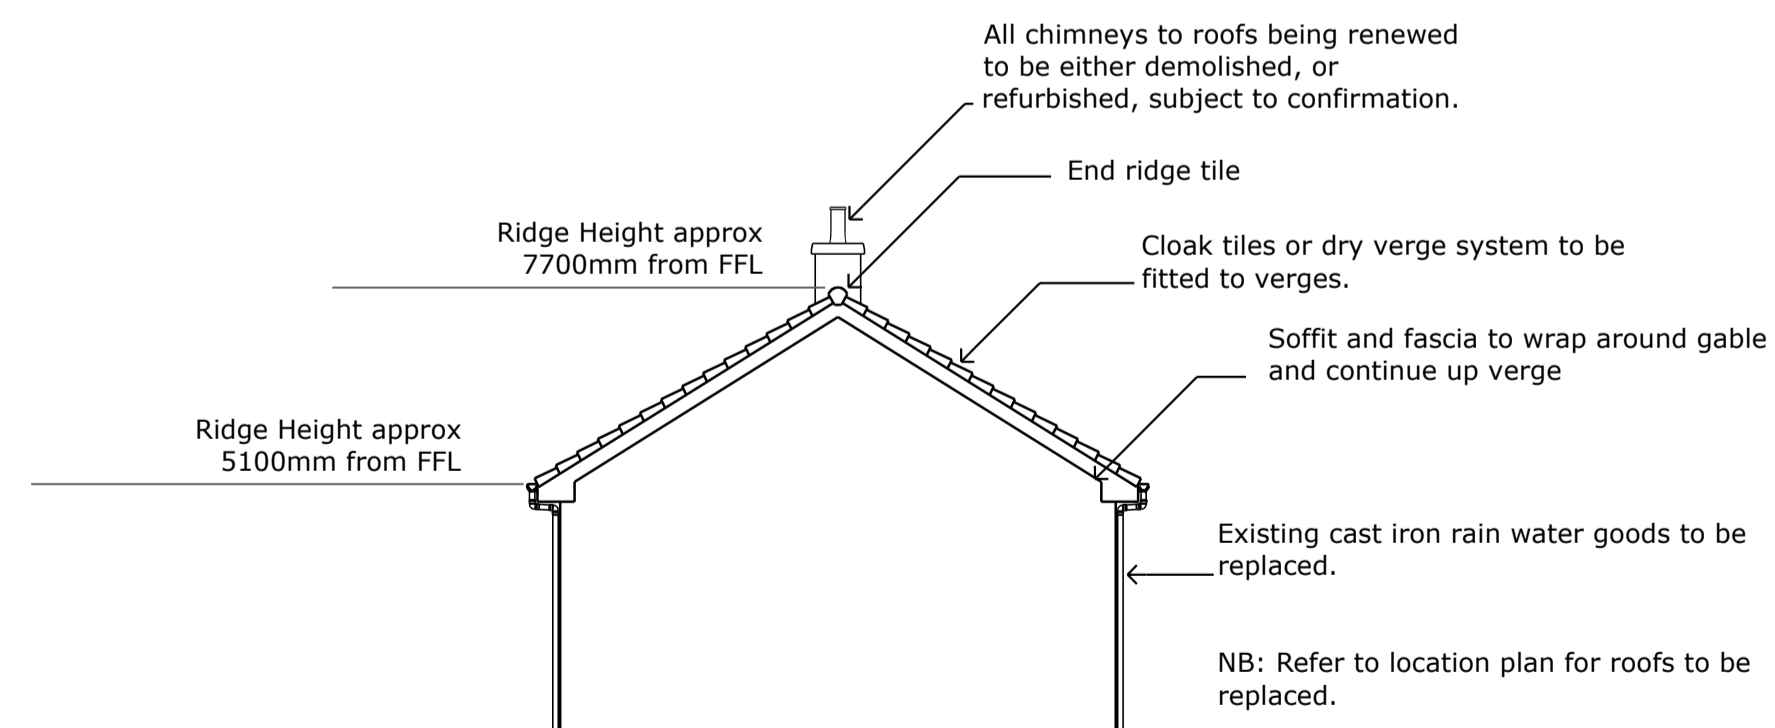 All chimneys to roofs being renewed
to be either demolished, or
refurbished, subject to confirmation.
End ridge tile
Ridge Height approx
7700mm from FFL
Cloak tiles or dry verge system to be
fitted to verges.
Soffit and fascia to wrap around gable
and continue up verge
Ridge Height approx
5100mm from FFL
Existing cast iron rain water goods to be
replaced.
NB: Refer to location plan for roofs to be
replaced.